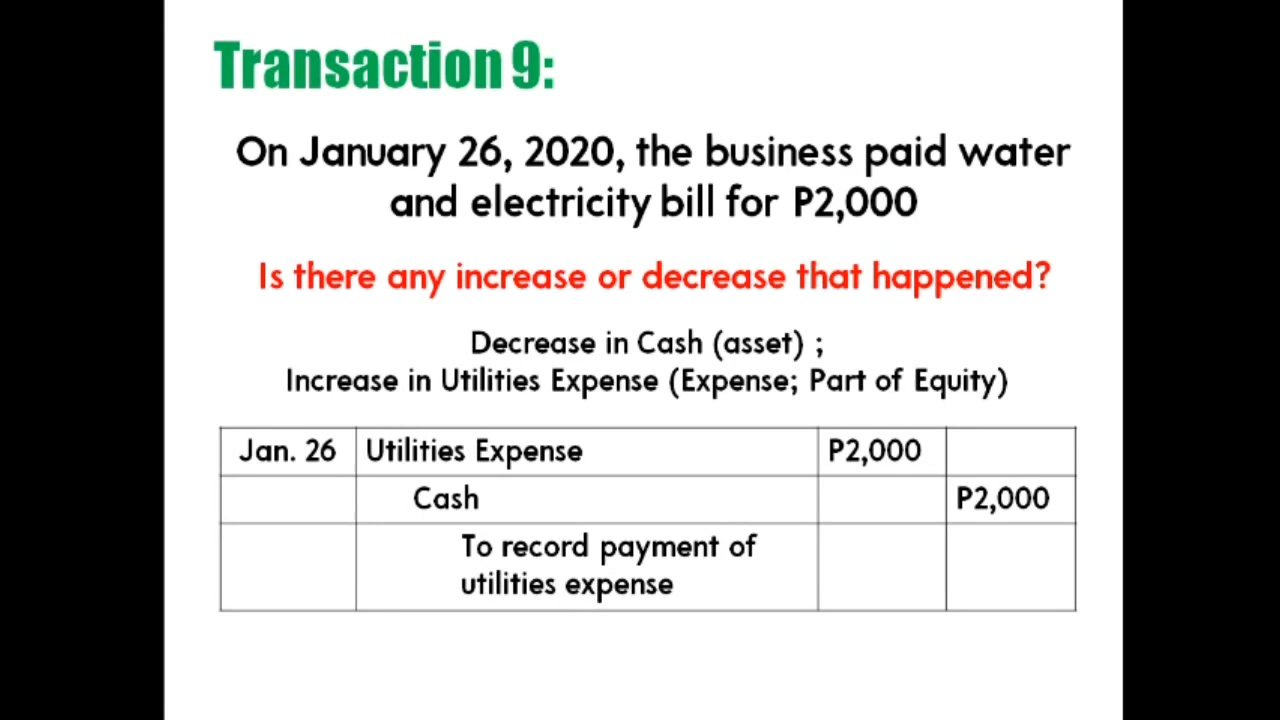 Transaction 9:
On January 26, 2020, the business paid water
and electricity bill for P2,000
Is there any increase or decrease that happened?
Decrease in Cash (asset) ;
Increase in Utilities Expense (Expense; Part of Equity)
Jan. 26 Utilities Expense P2,000
Cash P2,000
To record payment of
utilities expense